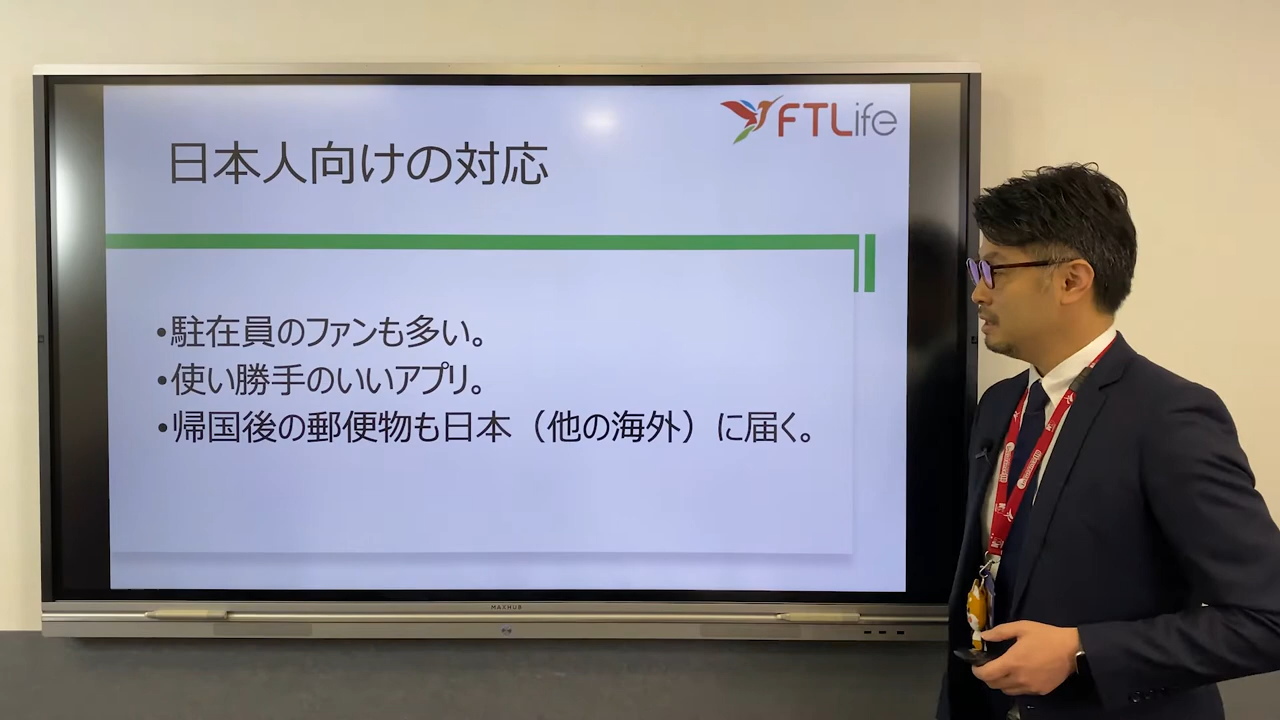 FTLife
日本人向けの対応
•駐在員のファンも多い。
•使い勝手のいいアプリ。
•帰国後の郵便物も日本（他の海外）に届く。
MAXHUB